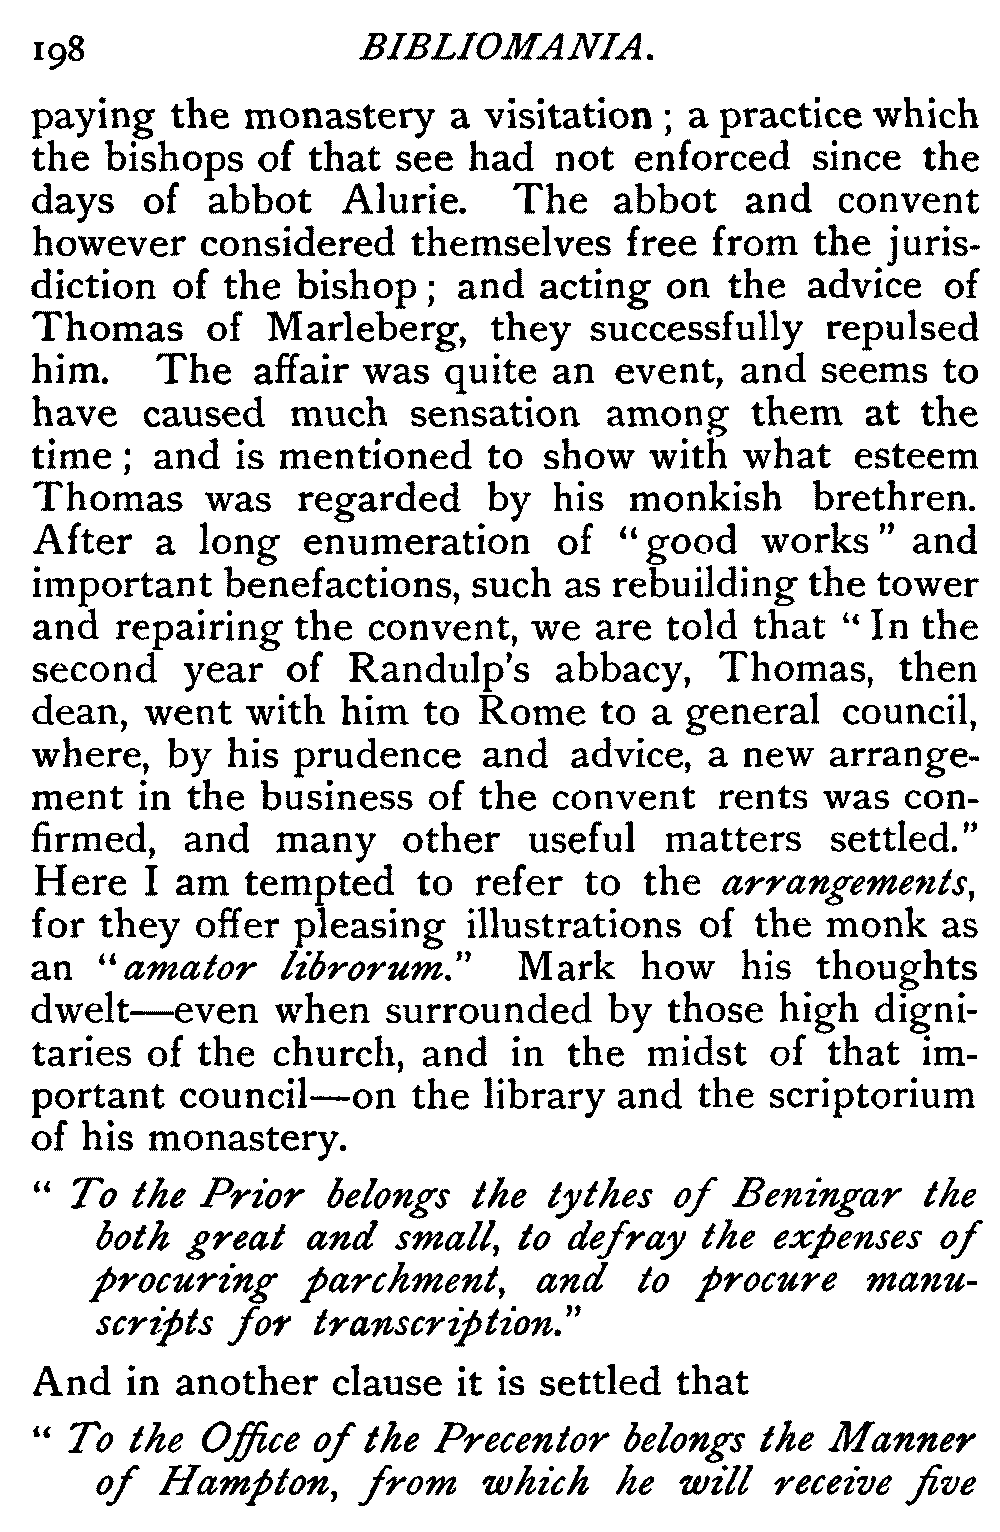 198 BIBLIOMANIA.
paying the monastery a visitation ; a practice which
the bishops of that see had not enforced since the
days of abbot Alurie. The abbot and convent
however considered themselves free from the juris-
diction of the bishop ; and acting on the advice of
Thomas of Marleberg, they successfully repulsed
him. The affair was quite an event, and seems to
have caused much sensation among them at the
time ; and is mentioned to show with what esteem
Thomas was regarded by his monkish brethren.
After a long enumeration of “good works” and
important benefactions, such as rebuilding the tower
and repairing the convent, we are told that “In the
second year of Randulp's abbacy, Thomas, then
dean, went with him to Rome to a general council,
where, by his prudence and advice, a new arrange-
ment in the business of the convent rents was con-
firmed, and many other useful matters settled.”
Here I am tempted to refer to the arrangements,
for they offer pleasing illustrations of the monk as
an “amator librorum.” Mark how his thoughts
dwelt—even when surrounded by those high digni-
taries of the church, and in the midst of that im-
portant council—on the library and the scriptorium
of his monastery.
“To the Prior belongs the tythes of Beningar the
both great and small, to defray the expenses of
procuring parchment, and to procure manu-
scripts for transcription.”
And in another clause it is settled that
“To the Office of the Precentor belongs the Manner
of Hampton, from which he will receive five